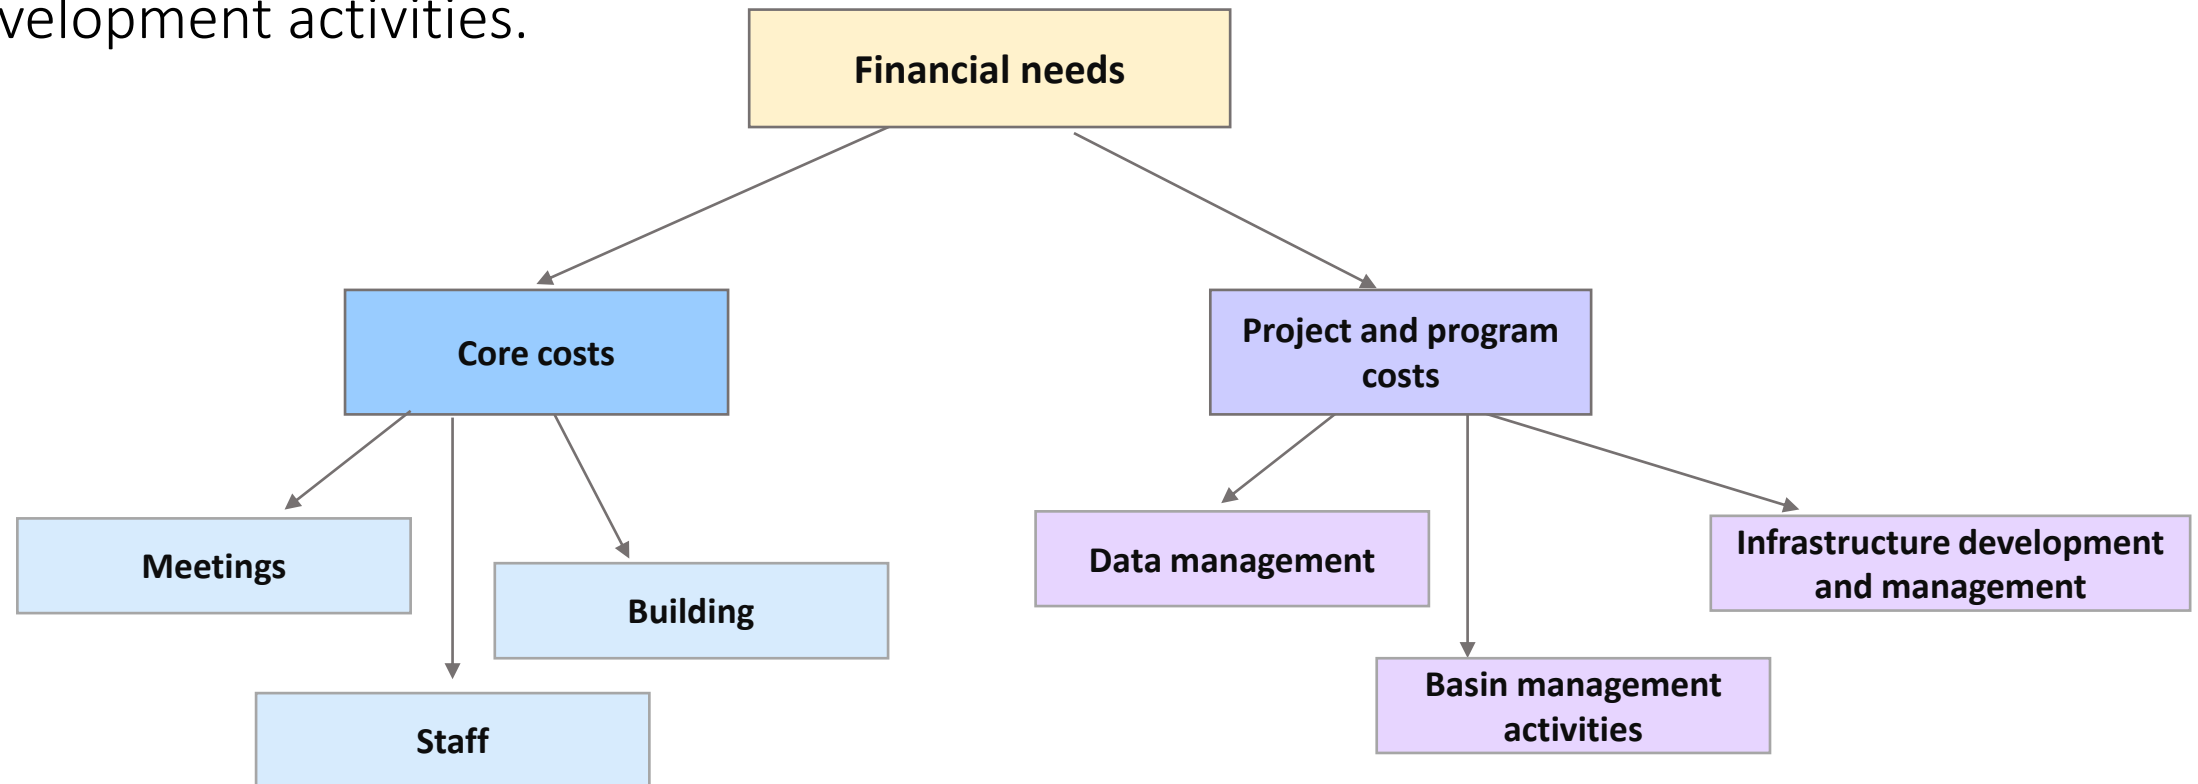 velopment activities.
Financial needs
Core costs
Project and program
costs
Meetings
Building
Staff
Data management
Basin management
activities
Infrastructure development
and management